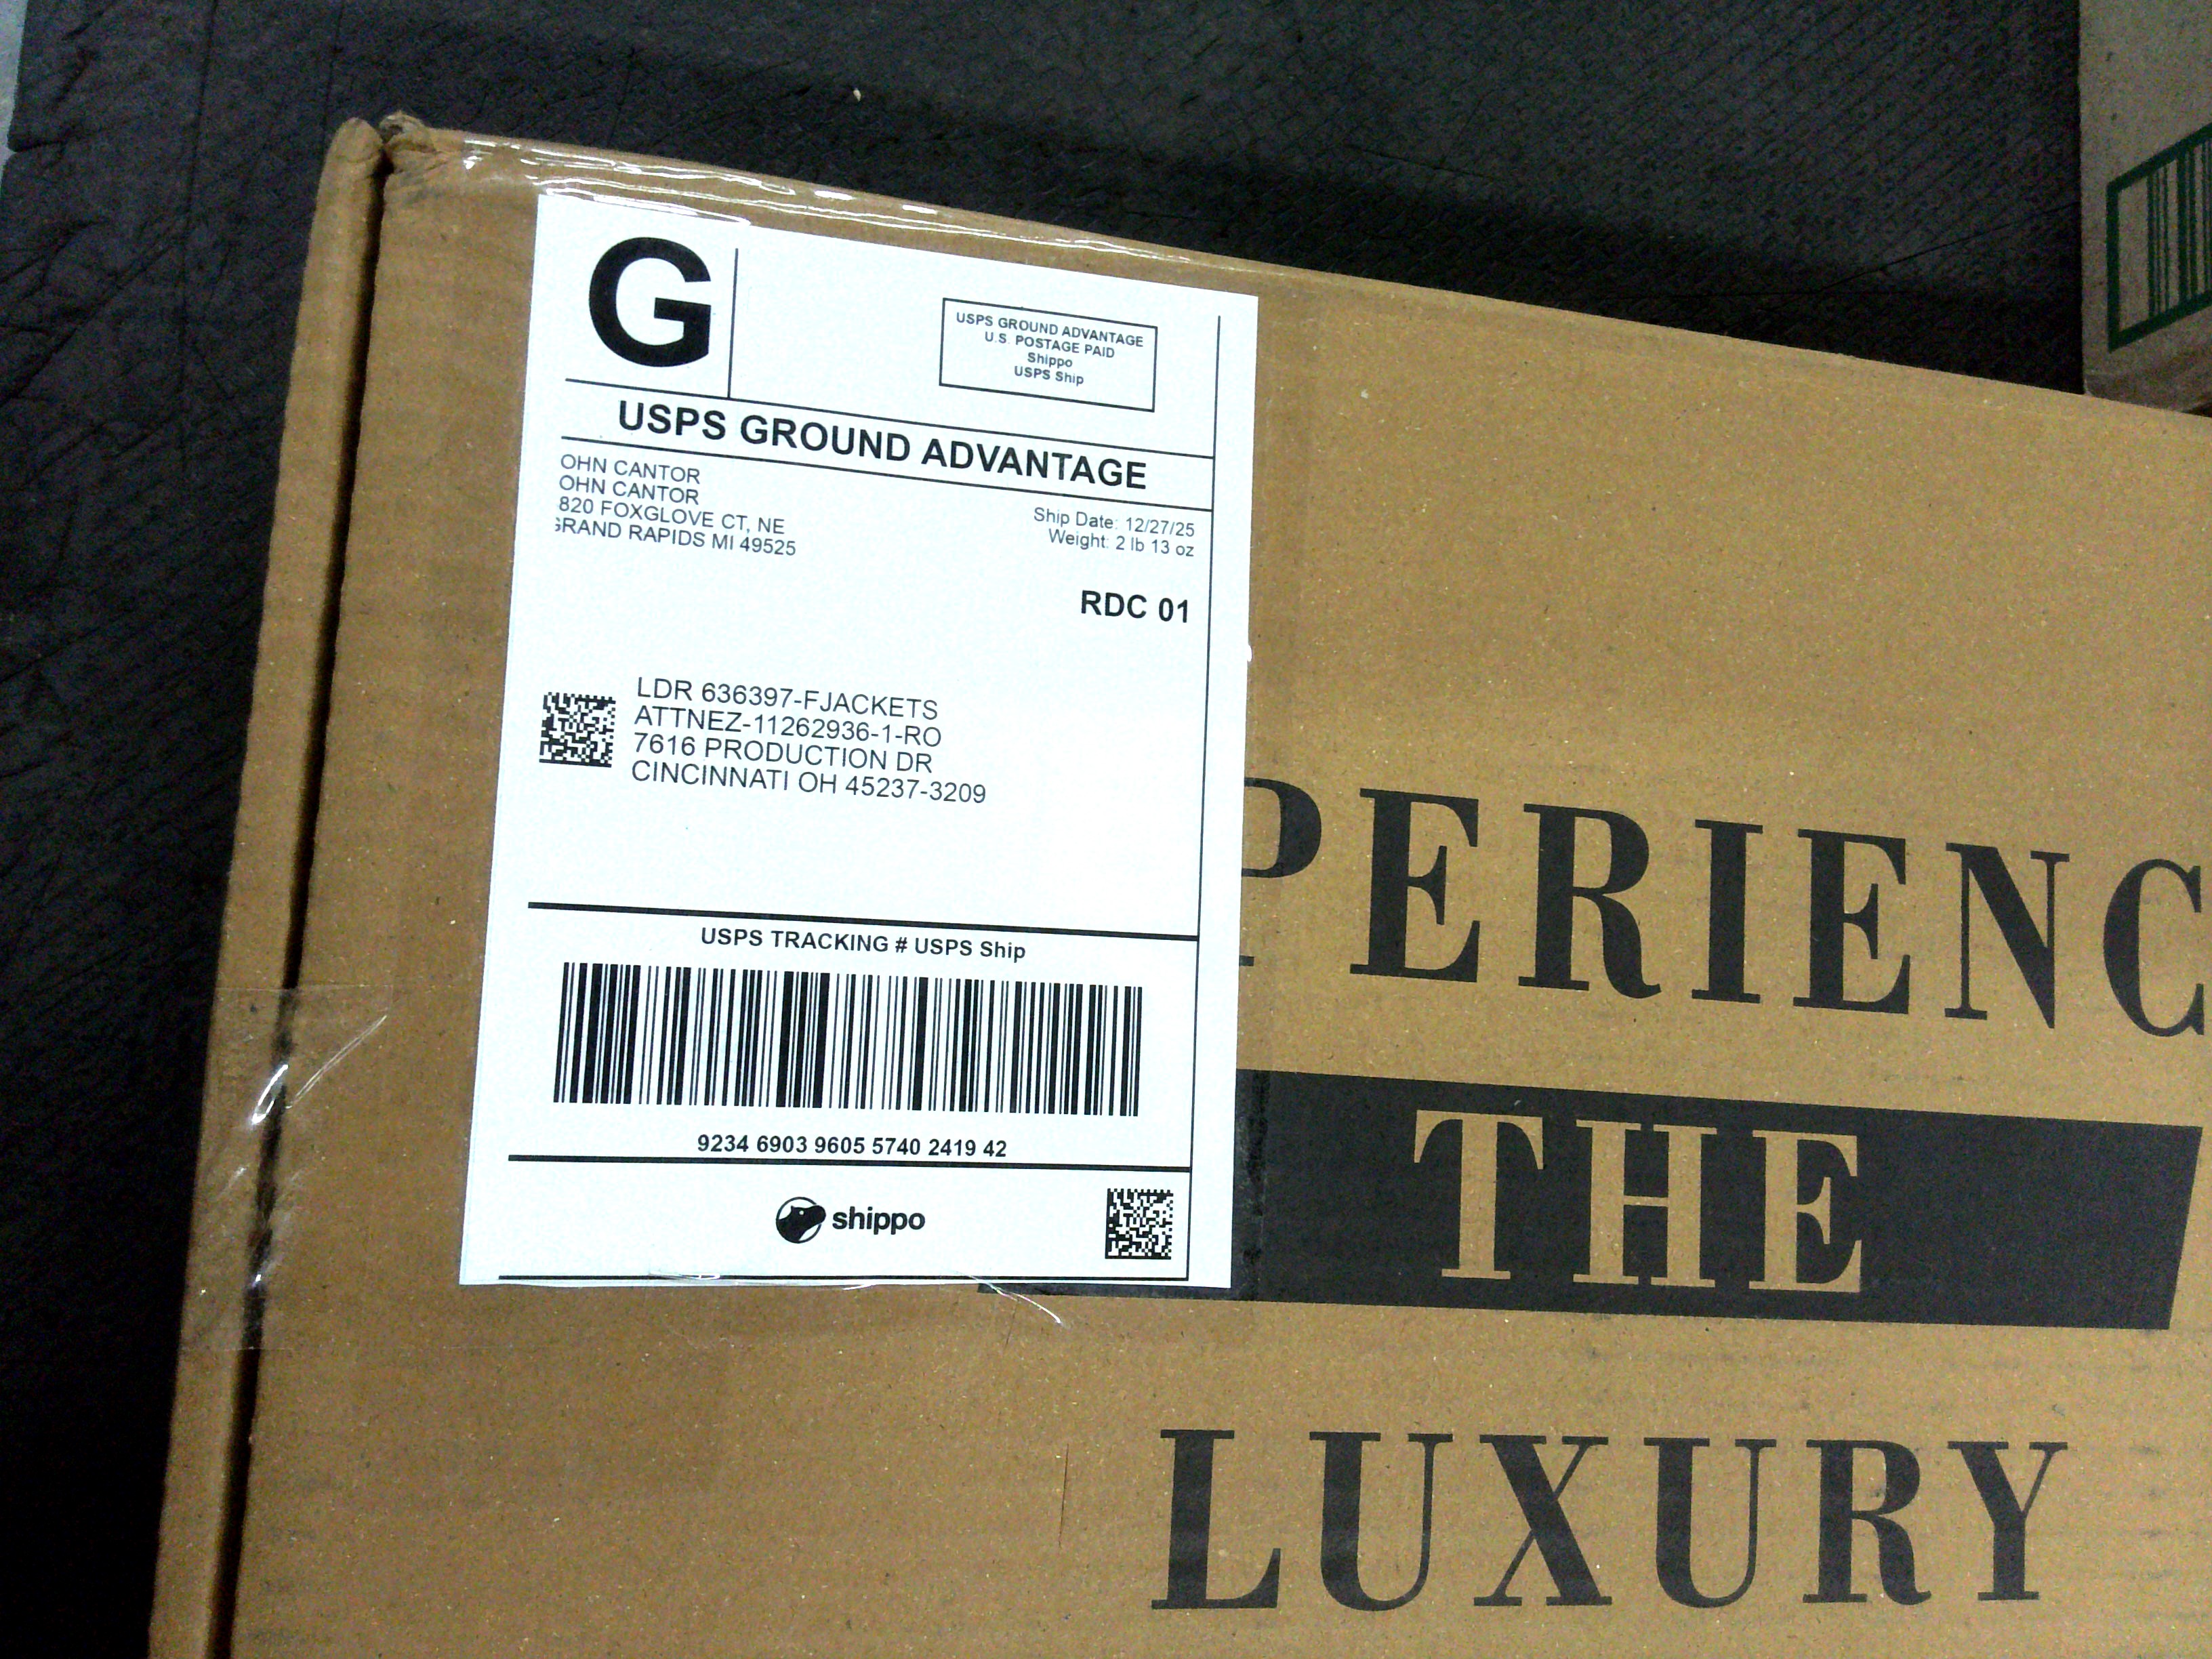 G
USPS GROUND ADVANTAGE
U.S. POSTAGE PAID
Shippo
USPS Ship
USPS GROUND ADVANTAGE
OHN CANTOR
OHN CANTOR
820 FOXGLOVE CT, NE
GRAND RAPIDS MI 49525
Ship Date: 12/27/25
Weight: 2 lb 13 oz
RDC 01
LDR 636397-FJACKETS
ATTNEZ-11262936-1-RO
7616 PRODUCTION DR
CINCINNATI OH 45237-3209
USPS TRACKING # USPS Ship
9234 6903 9605 5740 2419 42
shippo
PERIENC
THE
LUXURY